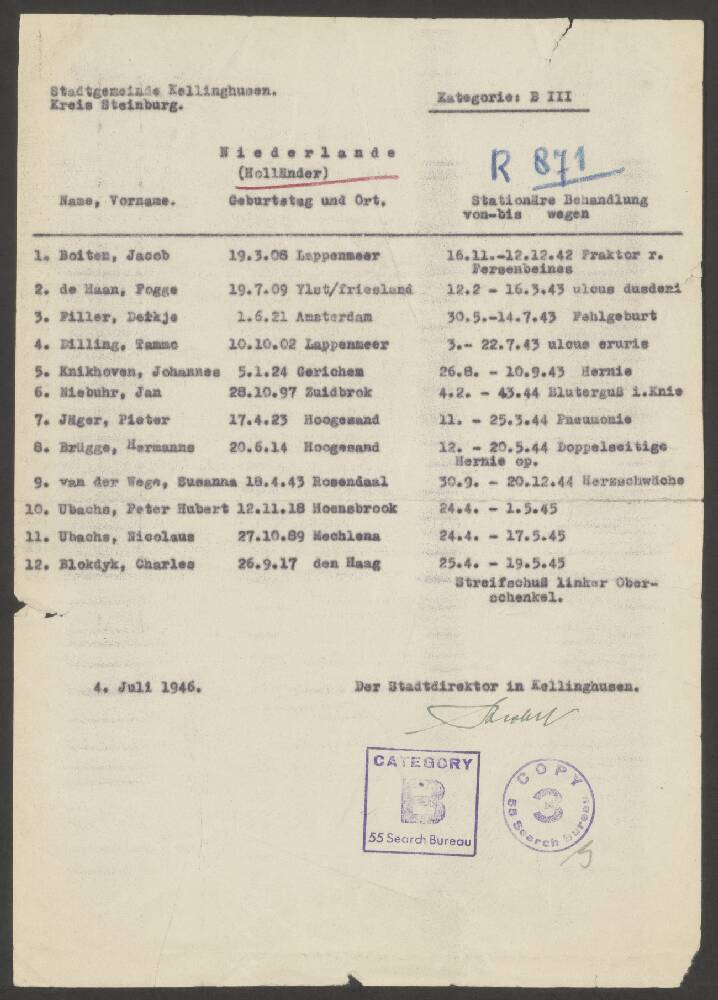 Stadtgemeinde Kellinghusen.
Kreis Steinburg.
Kategorie: B III
Niederlande
(Holländer)
R 871
Name, Vorname. Geburtstag und Ort. Stationäre Behandlung
von-bis wegen
1. Boiten, Jacob 19.3.08 Lappenmeer 16.11.-12.12.42 Fraktor r.
Fersenbeines
2. de Haan, Fogge 19.7.09 Ylst/friesland 12.2 - 16.3.43 ulcus dusdeni
3. Piller, Derkje 1.6.21 Amsterdam 30.5.-14.7.43 Fehlgeburt
4. Dilling, Tammo 10.10.02 Lappenmeer 3.- 22.7.43 ulcus cruris
5. Knikhoven, Johannes 5.1.24 Gerichem 26.8. - 10.9.43 Hernie
6. Niebuhr, Jan 28.10.97 Zuidbrok 4.2. - 43.44 Bluterguß i.Knie
7. Jäger, Pieter 17.4.23 Hoogesand 11. - 25.3.44 Pneumonie
8. Brügge, Hermanns 20.6.14 Hoogesand 12. - 20.5.44 Doppelseitige
Hernie op.
9. van der Wege, Susanna 18.4.43 Rosendaal 30.9. - 20.12.44 Herzschwäche
10. Ubachs, Peter Hubert 12.11.18 Hoensbrook 24.4. - 1.5.45
11. Ubachs, Nicolaus 27.10.89 Mechlena 24.4. - 17.5.45
12. Blokdyk, Charles 26.9.17 den Haag 25.4. - 19.5.45
Streifschuß linker Ober-
schenkel.
4. Juli 1946. Der Stadtdirektor in Kellinghusen.
CATEGORY
B
55 Search Bureau
COPY
3
55 Search Bureau